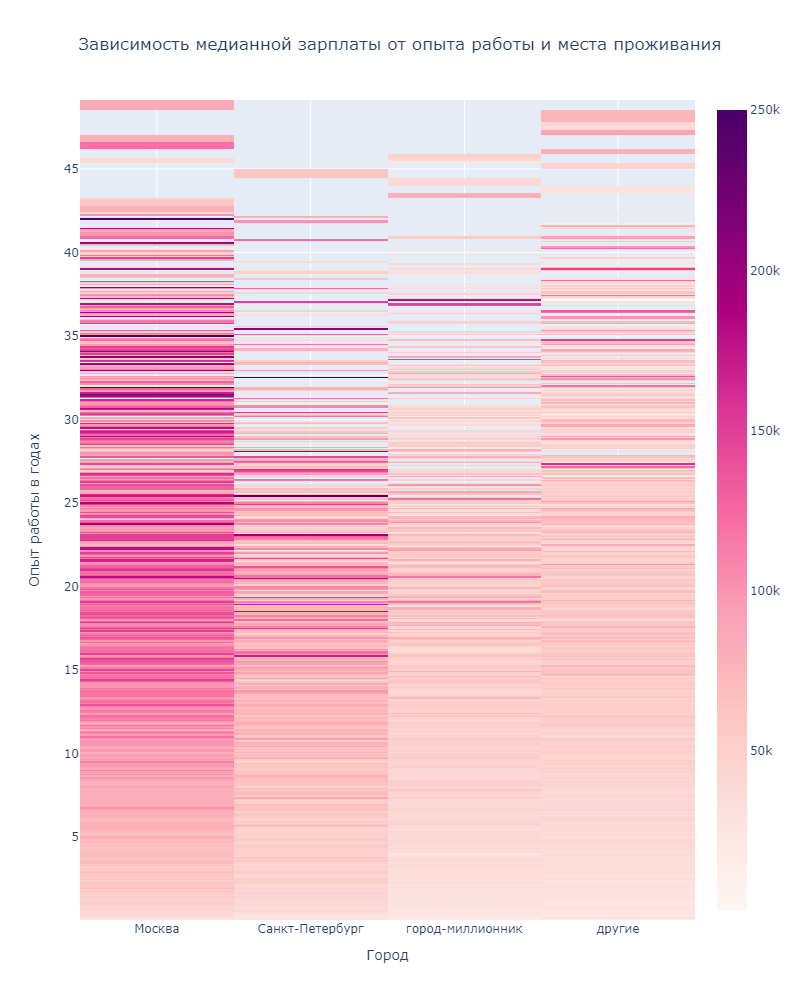 Зависимость медианной зарплаты от опыта работы и места проживания
250k
200k
150k
100k
50k
45
40
35
30
25
20
15
10
5
Опыт работы в годах
Москва
Санкт-Петербург
город-миллионник
другие
Город